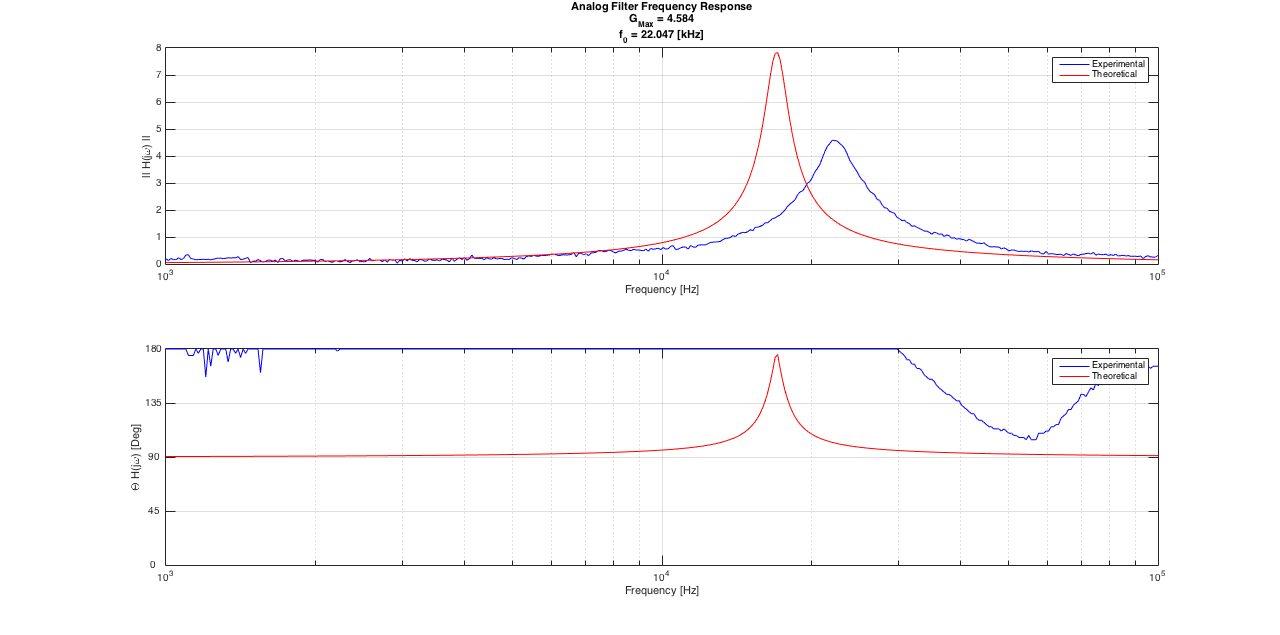 Analog Filter Frequency Response
G_Max = 4.584
f_0 = 22.047 [kHz]
8
7
6
5
4
3
2
1
0
|| H(jω) ||
Experimental
Theoretical
10^3
10^4
10^5
Frequency [Hz]
180
135
90
45
0
Θ H(jω) [Deg]
Experimental
Theoretical
10^3
10^4
10^5
Frequency [Hz]